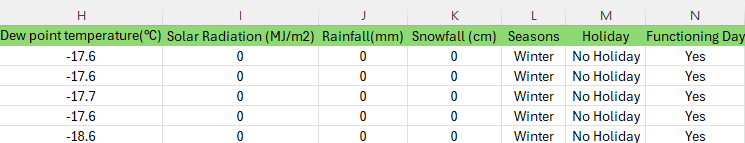 H I J K L M N
Dew point temperature(°C) Solar Radiation (MJ/m2) Rainfall(mm) Snowfall (cm) Seasons Holiday Functioning Day
-17.6 0 0 0 Winter No Holiday Yes
-17.6 0 0 0 Winter No Holiday Yes
-17.7 0 0 0 Winter No Holiday Yes
-17.6 0 0 0 Winter No Holiday Yes
-18.6 0 0 0 Winter No Holiday Yes